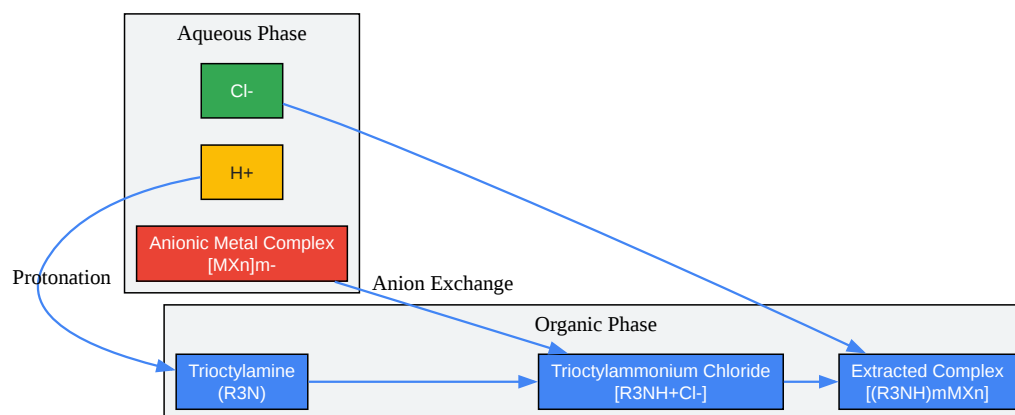 Aqueous Phase
Cl-
H+
Anionic Metal Complex
[MXn]m-
Protonation
Anion Exchange
Organic Phase
Trioctylamine
(R3N)
Trioctylammonium Chloride
[R3NH+Cl-]
Extracted Complex
[(R3NH)mMXn]